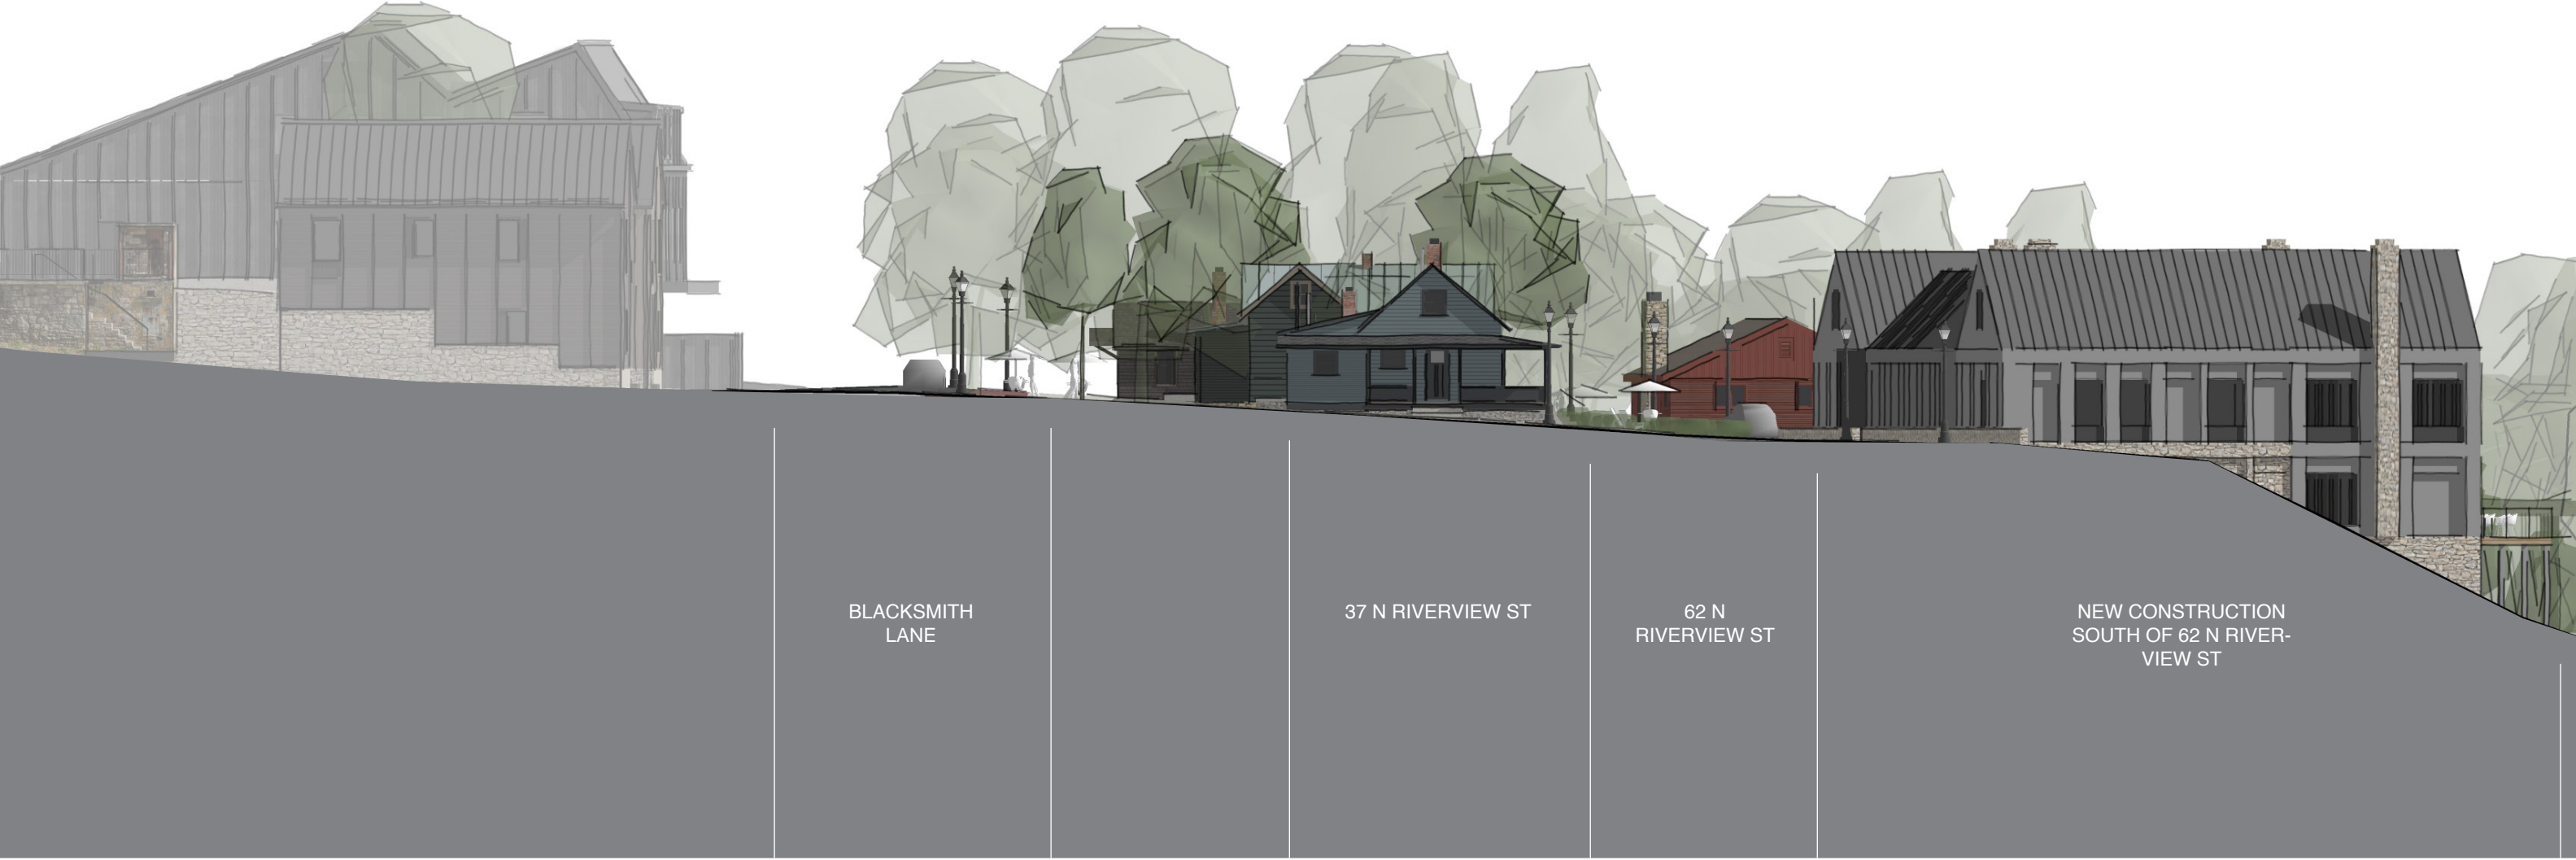 BLACKSMITH
LANE
37 N RIVERVIEW ST
62 N
RIVERVIEW ST
NEW CONSTRUCTION
SOUTH OF 62 N RIVER-
VIEW ST